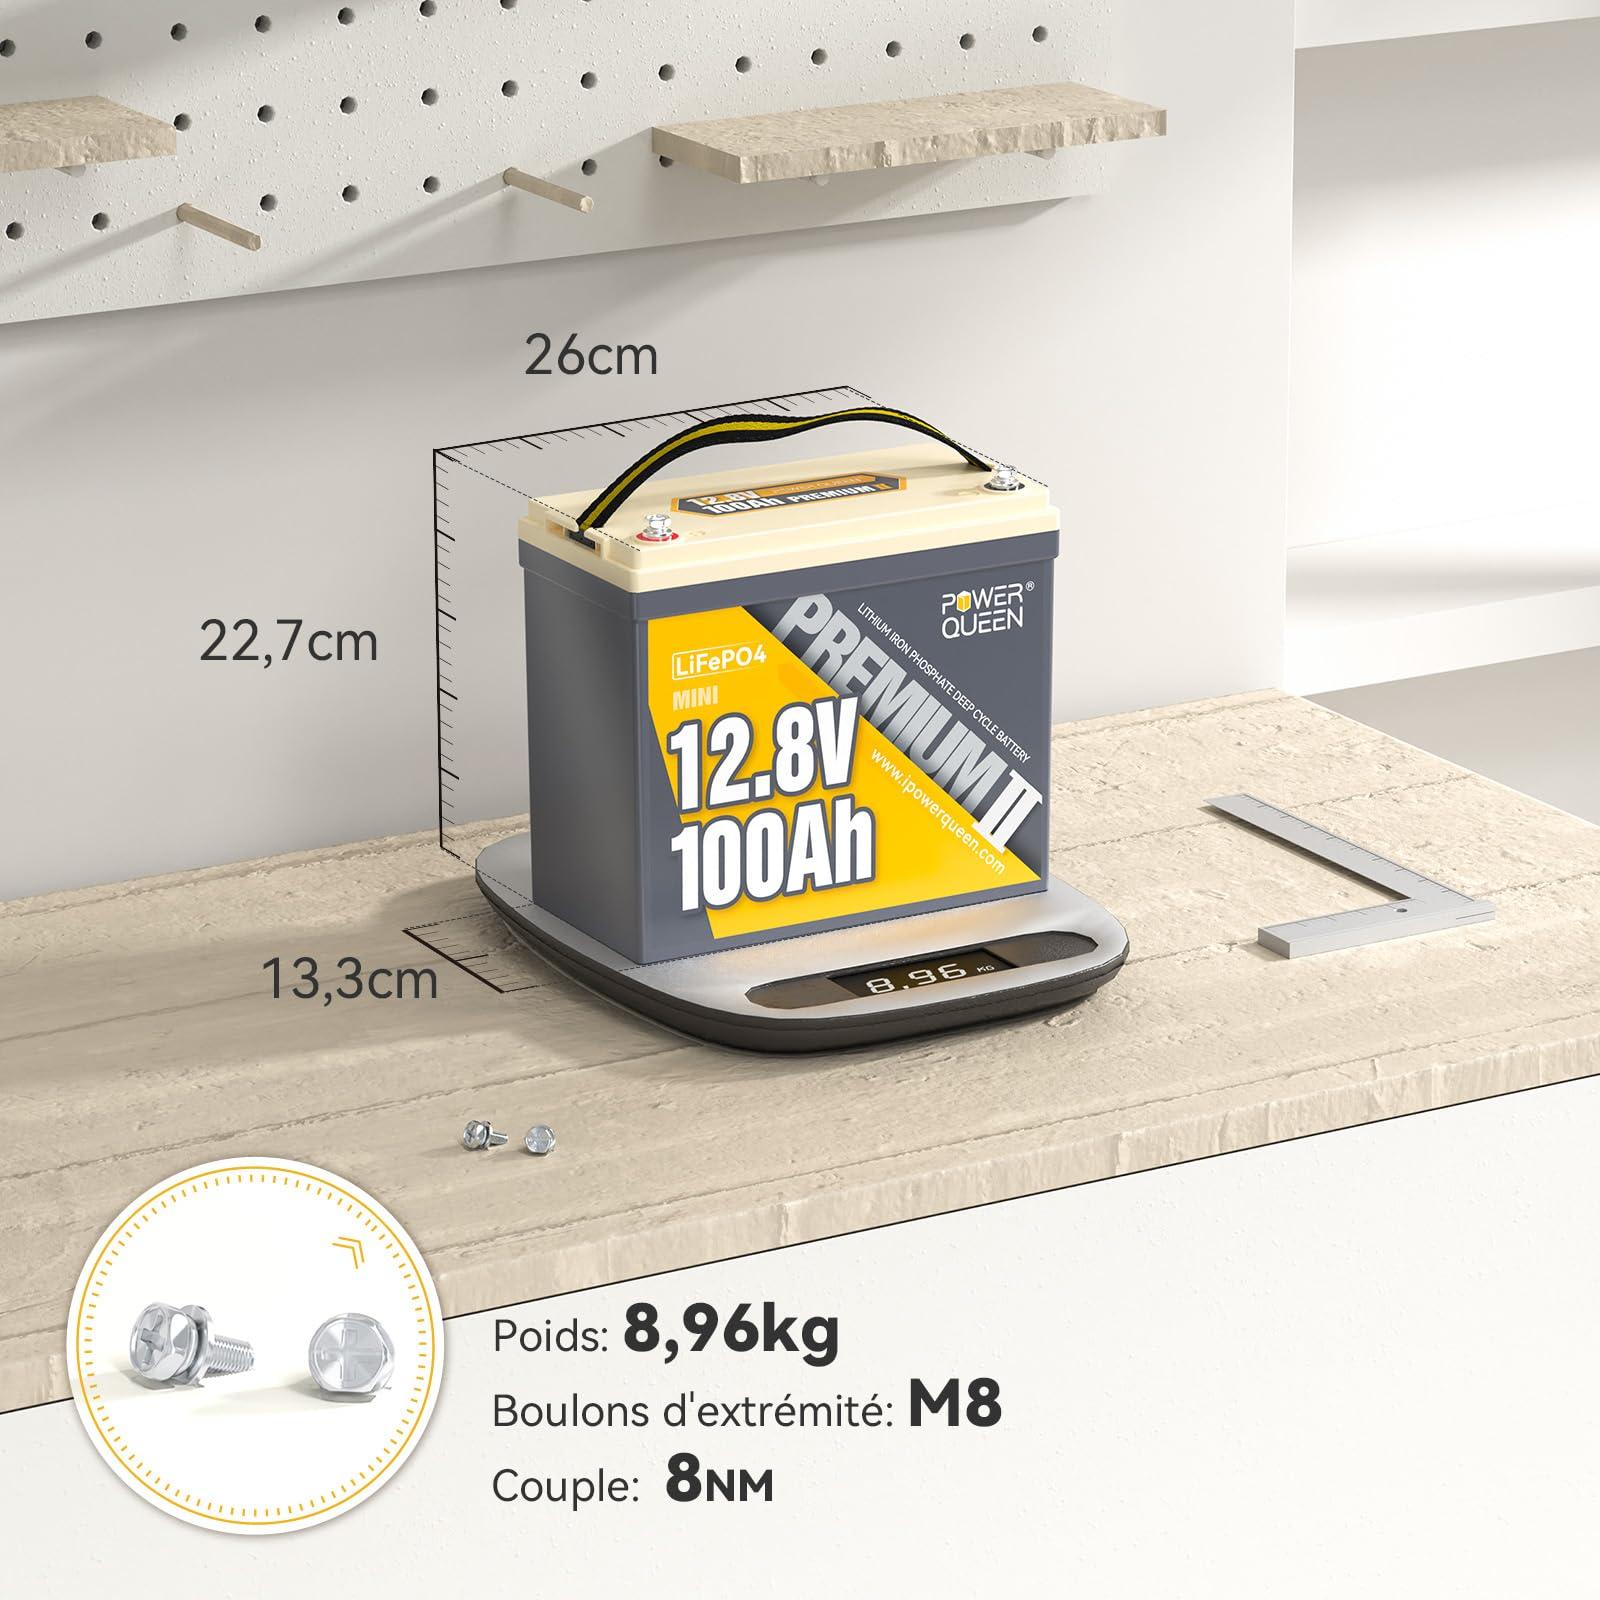 26cm
22,7cm
13,3cm
12.8V
100Ah
POWER QUEEN
PREMIUM II
POWER
QUEEN®
LITHIUM IRON PHOSPHATE DEEP CYCLE BATTERY
PREMIUM II
www.ipowerqueen.com
LiFePO4
MINI
12.8V
100Ah
8.96 KG
Poids: 8,96kg
Boulons d'extrémité: M8
Couple: 8NM